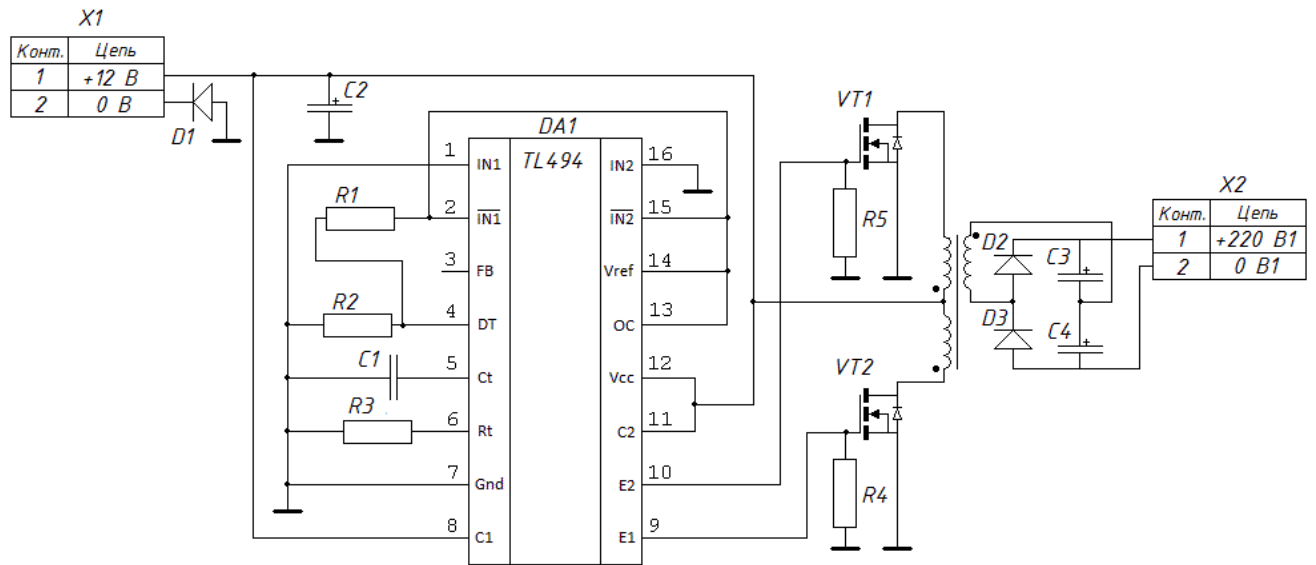 X1
Конт. Цепь
1 +12 В
2 0 В
D1
C2
+
DA1
TL494
1 IN1
2 IN1
3 FB
4 DT
5 Ct
6 Rt
7 Gnd
8 C1
16 IN2
15 IN2
14 Vref
13 OC
12 Vcc
11 C2
10 E2
9 E1
R1
R2
C1
R3
VT1
R5
VT2
R4
D2
D3
C3
+
C4
+
X2
Конт. Цепь
1 +220 В1
2 0 В1